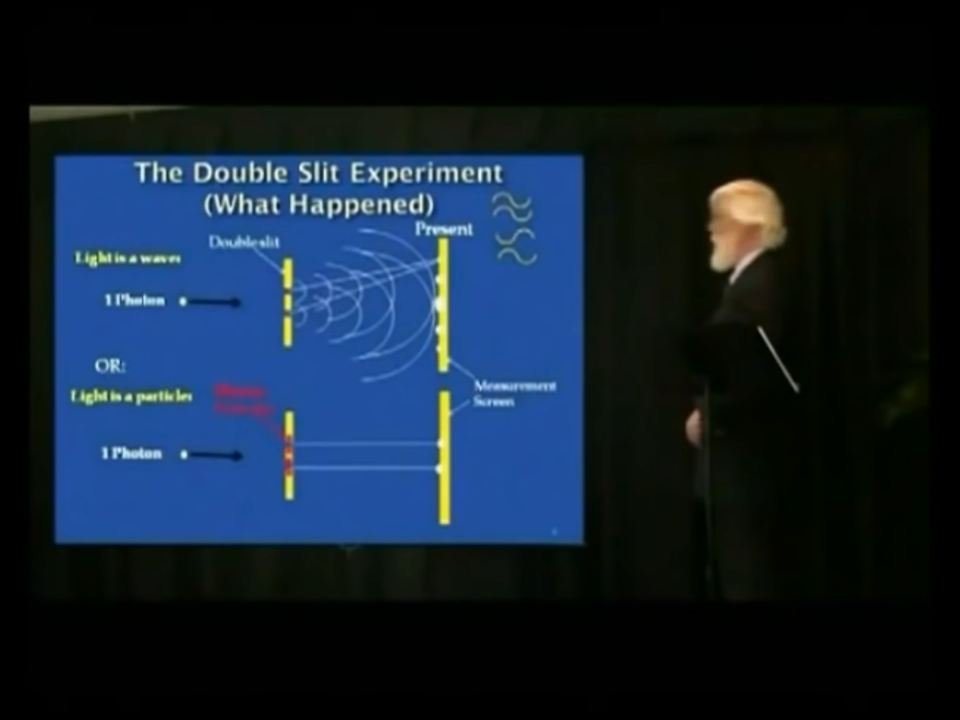 The Double Slit Experiment
(What Happened)
Present
Double slit
Light is a wave:
1 Photon
OR:
Light is a particle:
Measurement
Screen
1 Photon